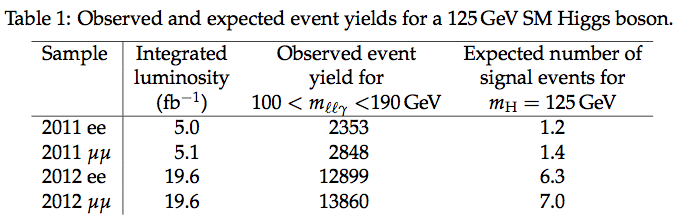 Table 1: Observed and expected event yields for a 125 GeV SM Higgs boson.
Sample Integrated Observed event Expected number of
luminosity yield for signal events for
(fb⁻¹) 100 < mℓℓγ <190 GeV mH = 125 GeV
2011 ee 5.0 2353 1.2
2011 μμ 5.1 2848 1.4
2012 ee 19.6 12899 6.3
2012 μμ 19.6 13860 7.0